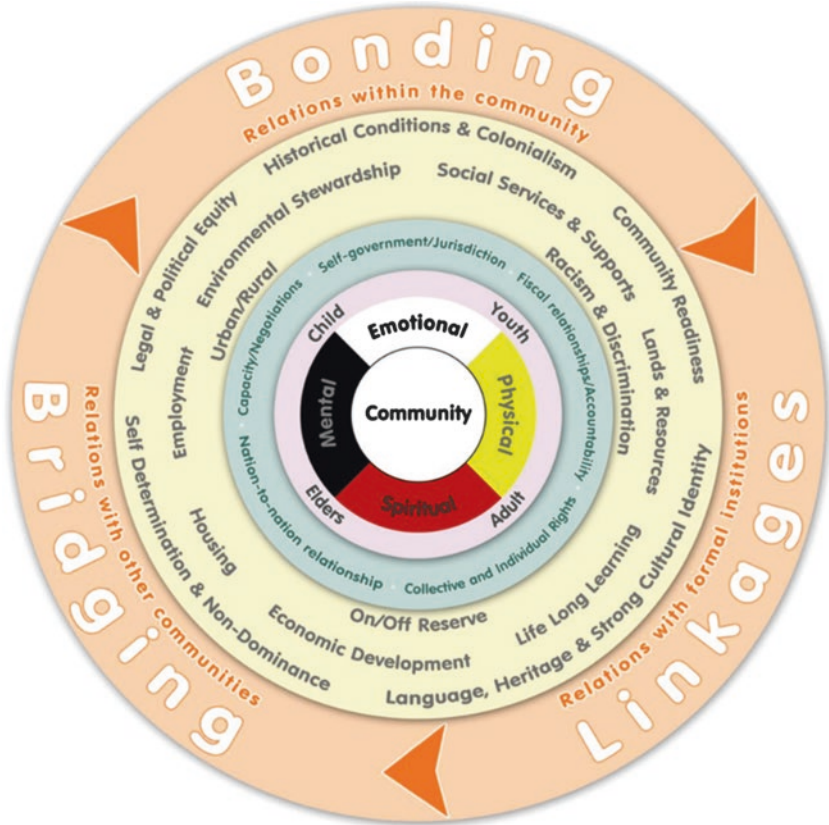 Bonding
Relations within the community
Linkages
Relations with formal institutions
Bridging
Relations with other communities
Historical Conditions & Colonialism
Community Readiness
Lands & Resources
Language, Heritage & Strong Cultural Identity
Life Long Learning
On/Off Reserve
Economic Development
Self Determination & Non-Dominance
Housing
Employment
Legal & Political Equity
Urban/Rural
Environmental Stewardship
Social Services & Supports
Racism & Discrimination
Self-government/Jurisdiction
Fiscal relationships/Accountability
Collective and Individual Rights
Nation-to-nation relationship
Capacity/Negotiations
Child
Youth
Adult
Elders
Emotional
Physical
Spiritual
Mental
Community